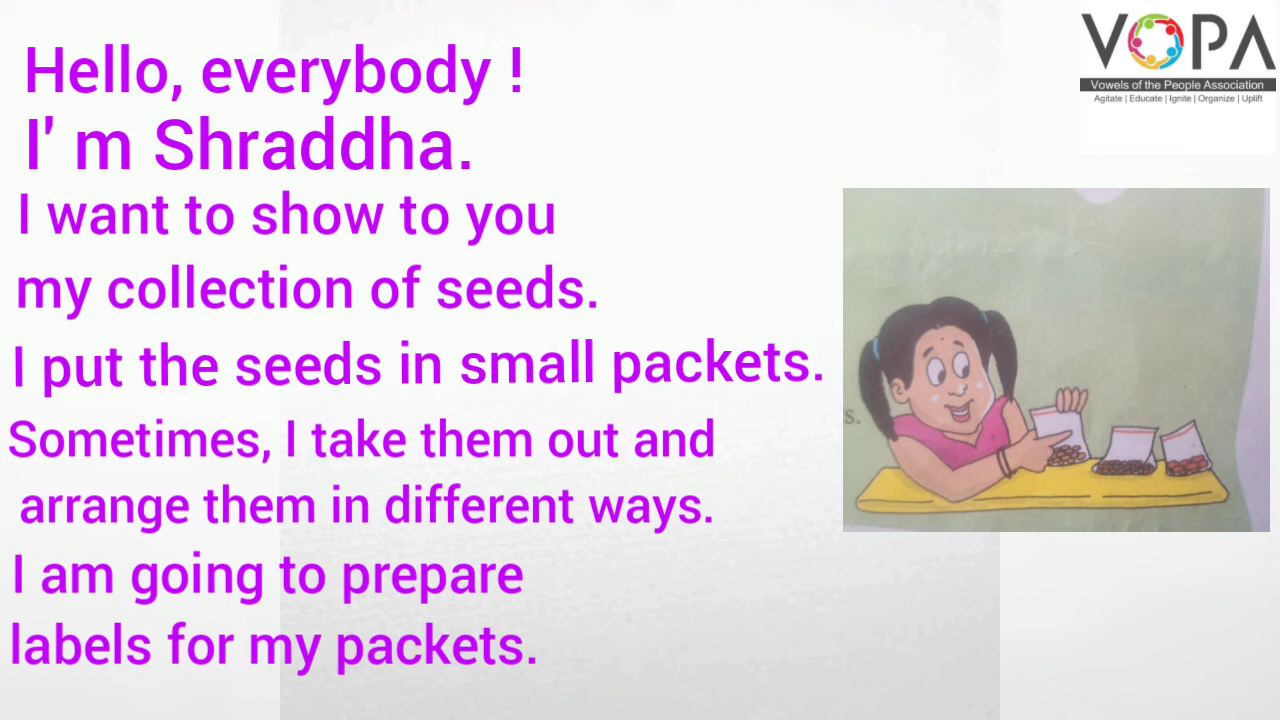 Hello, everybody !
I' m Shraddha.
I want to show to you
my collection of seeds.
I put the seeds in small packets.
Sometimes, I take them out and
arrange them in different ways.
I am going to prepare
labels for my packets.
VOPA
Vowels of the People Association
Agitate | Educate | Ignite | Organize | Uplift
s.